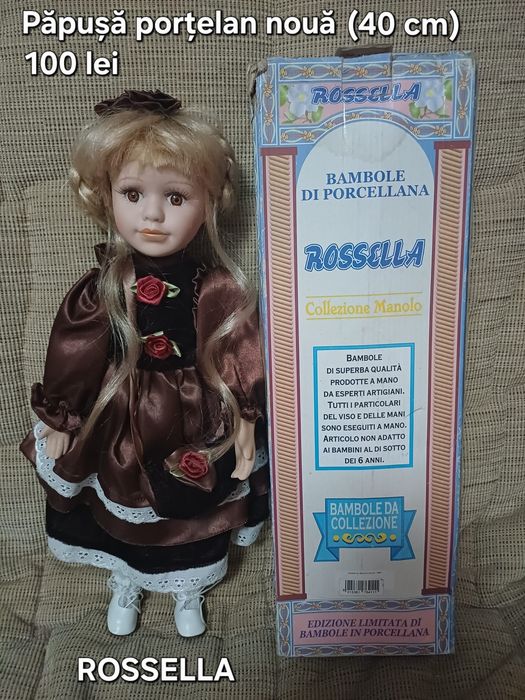 Păpușă porțelan nouă (40 cm)
100 lei
ROSSELLA
BAMBOLE
DI PORCELLANA
ROSSELLA
Collezione Manolo
BAMBOLE
DI SUPERBA QUALITÀ
PRODOTTE A MANO
DA ESPERTI ARTIGIANI.
TUTTI I PARTICOLARI
DEL VISO E DELLE MANI
SONO ESEGUITI A MANO.
ARTICOLO NON ADATTO
AI BAMBINI AL DI SOTTO
DEI 6 ANNI.
BAMBOLE DA
COLLEZIONE
EDIZIONE LIMITATA DI
BAMBOLE IN PORCELLANA
ROSSELLA